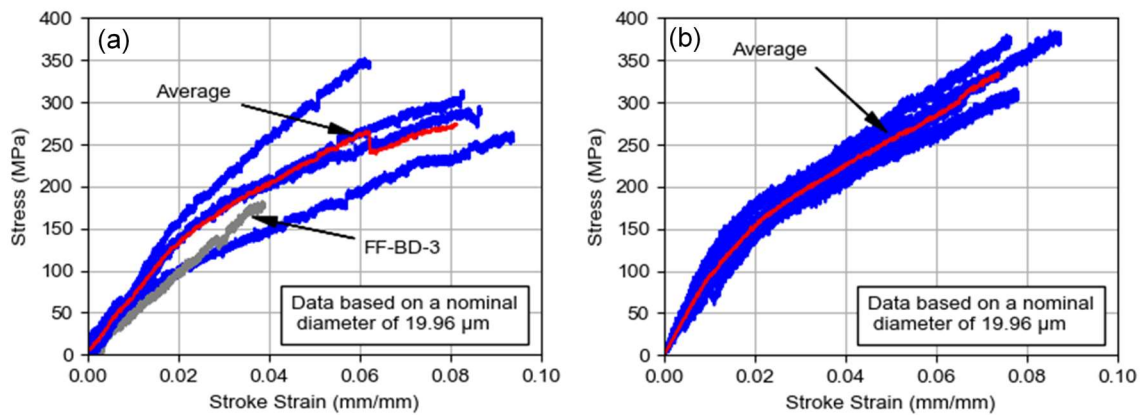 (a)
400
350
300
250
200
150
100
50
0
Stress (MPa)
Average
FF-BD-3
Data based on a nominal
diameter of 19.96 µm
0.00 0.02 0.04 0.06 0.08 0.10
Stroke Strain (mm/mm)
(b)
400
350
300
250
200
150
100
50
0
Stress (MPa)
Average
Data based on a nominal
diameter of 19.96 µm
0.00 0.02 0.04 0.06 0.08 0.10
Stroke Strain (mm/mm)